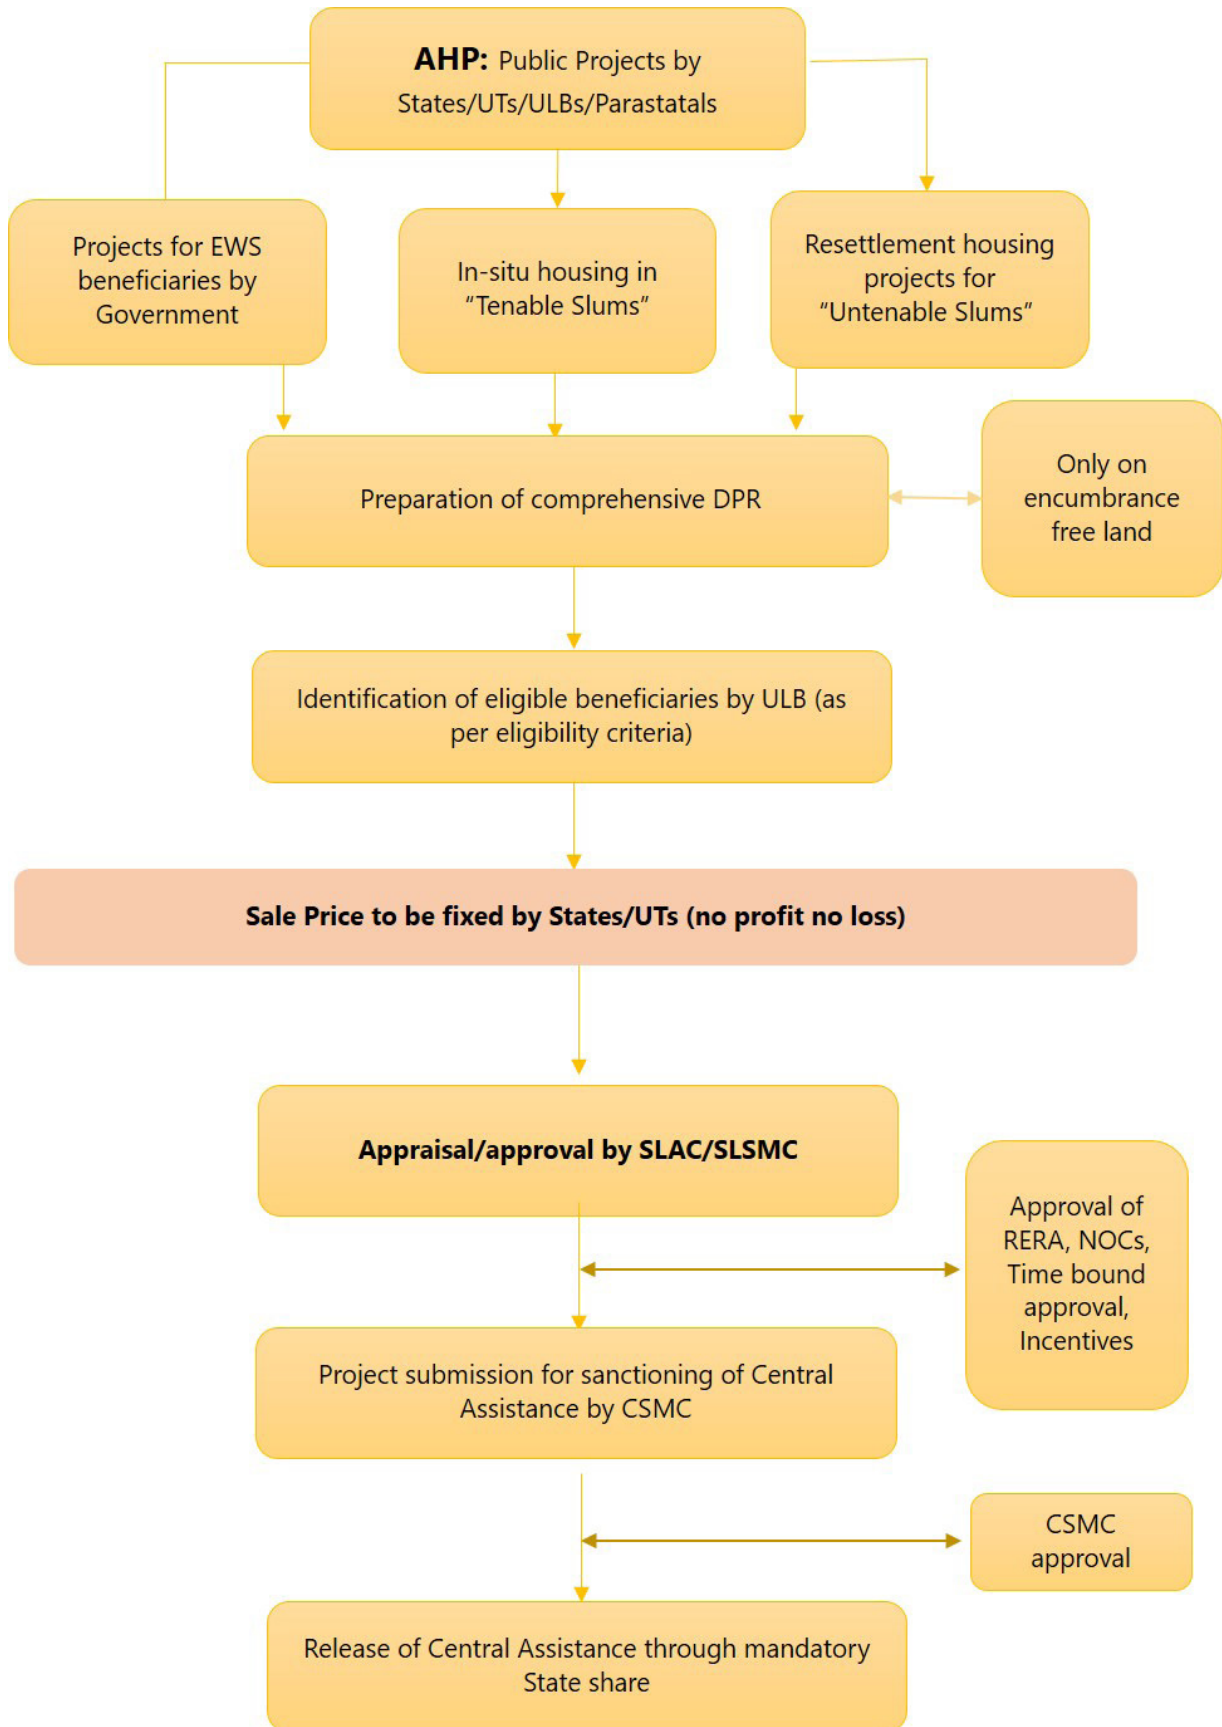 AHP: Public Projects by
States/UTs/ULBs/Parastatals
Projects for EWS
beneficiaries by
Government
In-situ housing in
“Tenable Slums”
Resettlement housing
projects for
“Untenable Slums”
Preparation of comprehensive DPR
Only on
encumbrance
free land
Identification of eligible beneficiaries by ULB (as
per eligibility criteria)
Sale Price to be fixed by States/UTs (no profit no loss)
Appraisal/approval by SLAC/SLSMC
Approval of
RERA, NOCs,
Time bound
approval,
Incentives
Project submission for sanctioning of Central
Assistance by CSMC
CSMC
approval
Release of Central Assistance through mandatory
State share